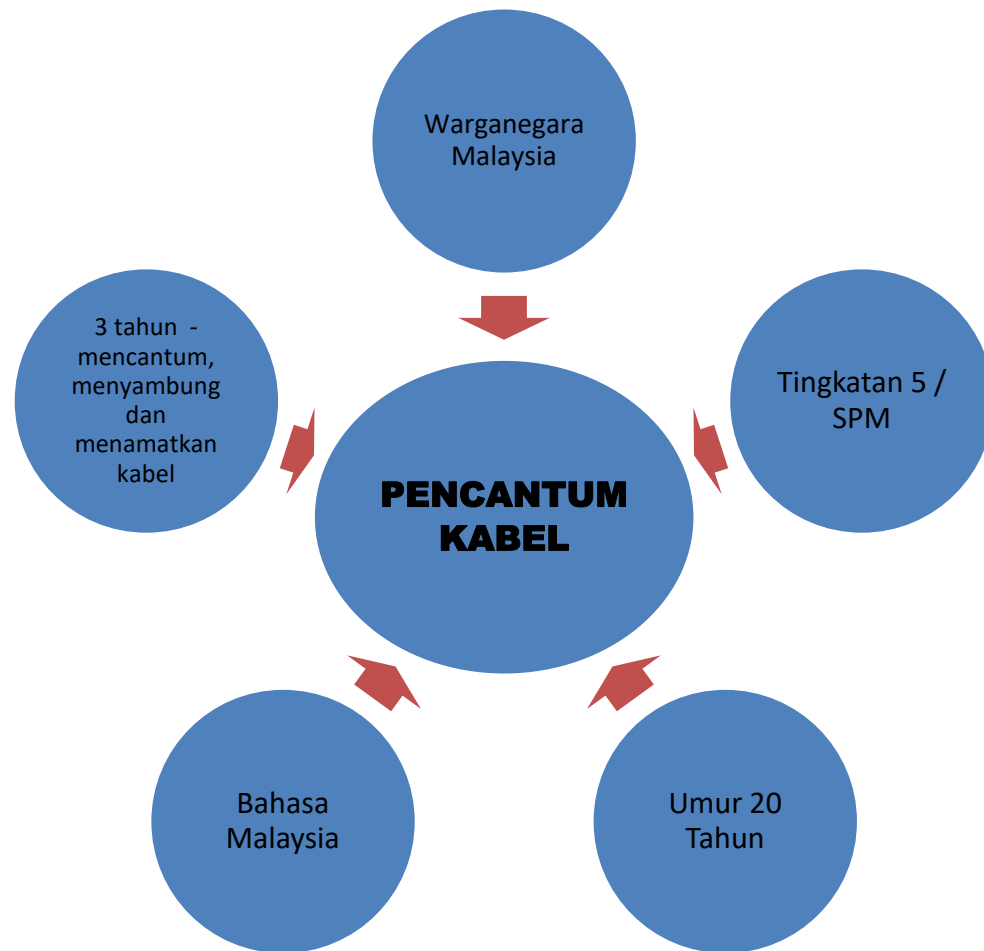 Warganegara
Malaysia
3 tahun  -
mencantum,
menyambung
dan
menamatkan
kabel
Tingkatan 5 /
SPM
PENCANTUM
KABEL
Bahasa
Malaysia
Umur 20
Tahun